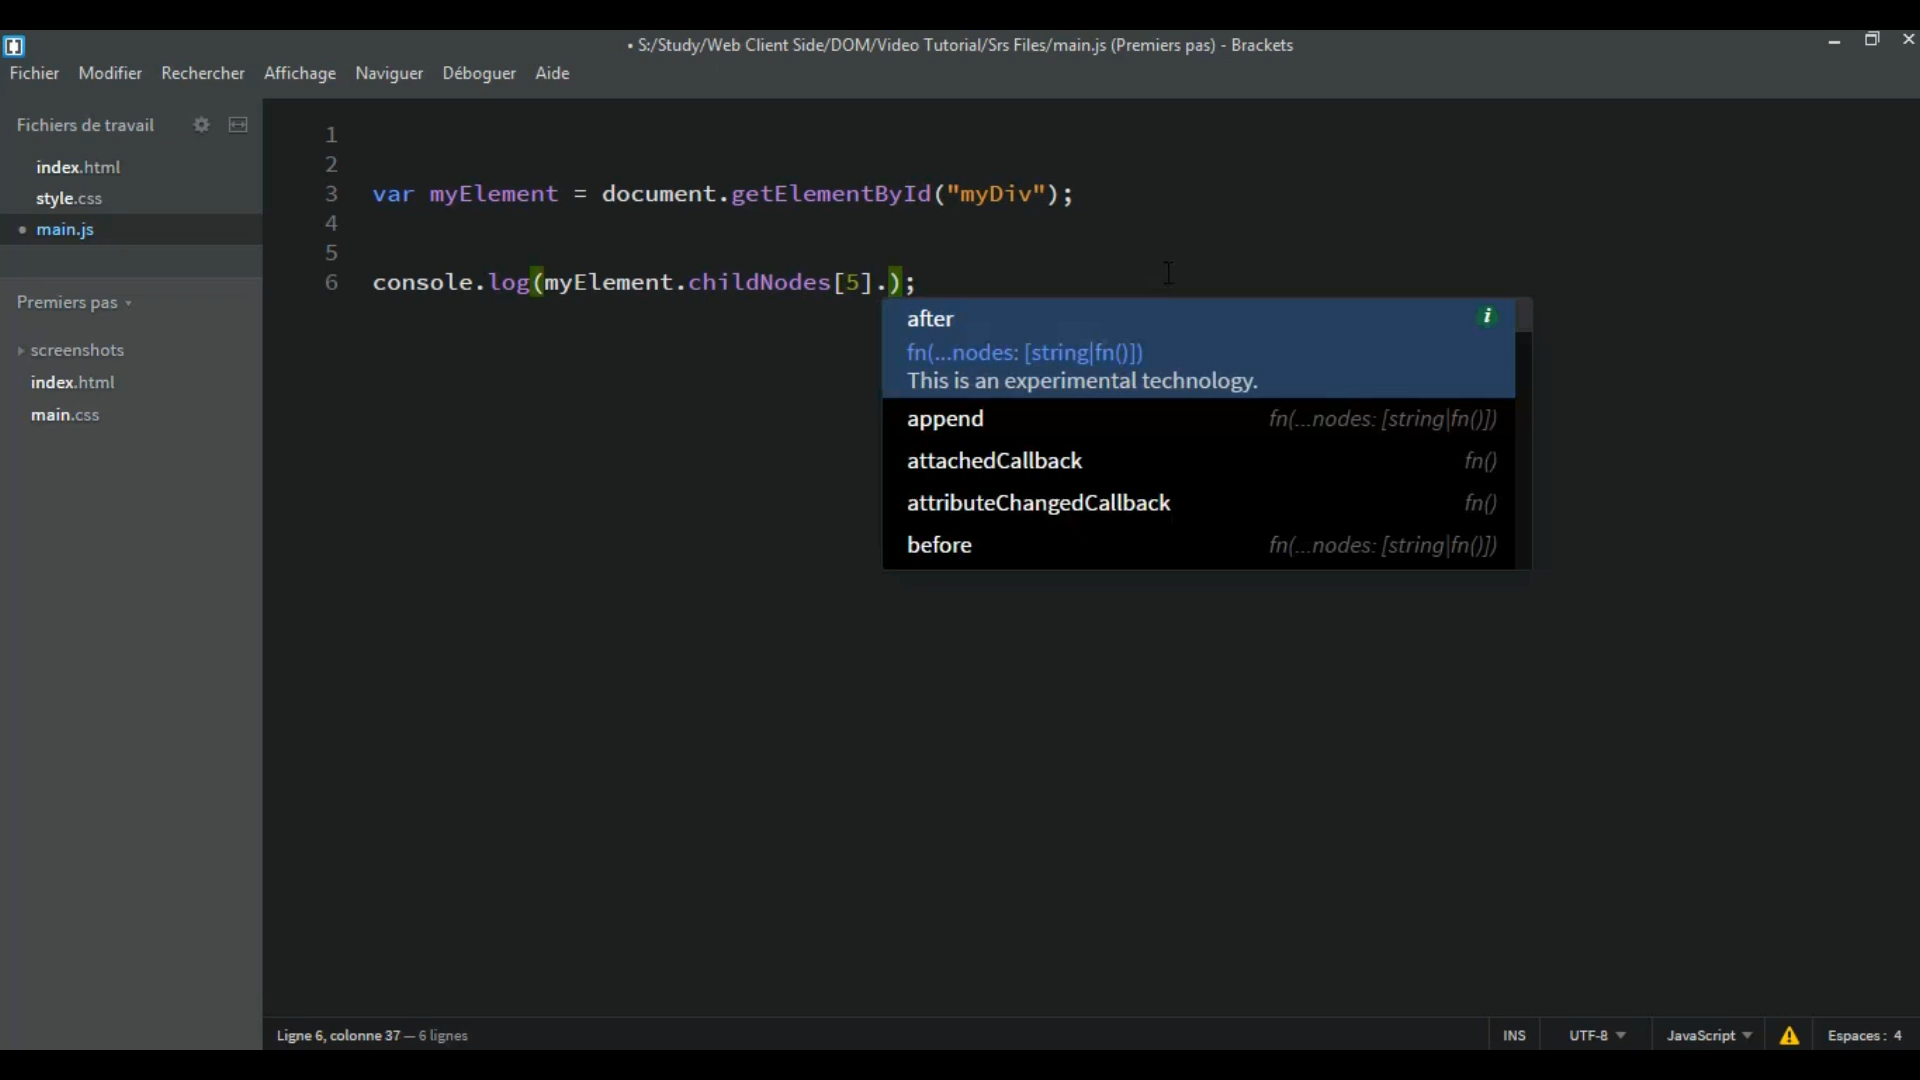 • S:/Study/Web Client Side/DOM/Video Tutorial/Srs Files/main.js (Premiers pas) - Brackets
Fichier Modifier Rechercher Affichage Naviguer Déboguer Aide
Fichiers de travail
index.html
style.css
• main.js
Premiers pas
screenshots
index.html
main.css
1
2
3 var myElement = document.getElementById("myDiv");
4
5
6 console.log(myElement.childNodes[5].);
after i
fn(...nodes: [string|fn()])
This is an experimental technology.
append fn(...nodes: [string|fn()])
attachedCallback fn()
attributeChangedCallback fn()
before fn(...nodes: [string|fn()])
Ligne 6, colonne 37 — 6 lignes INS UTF-8 JavaScript Espaces : 4